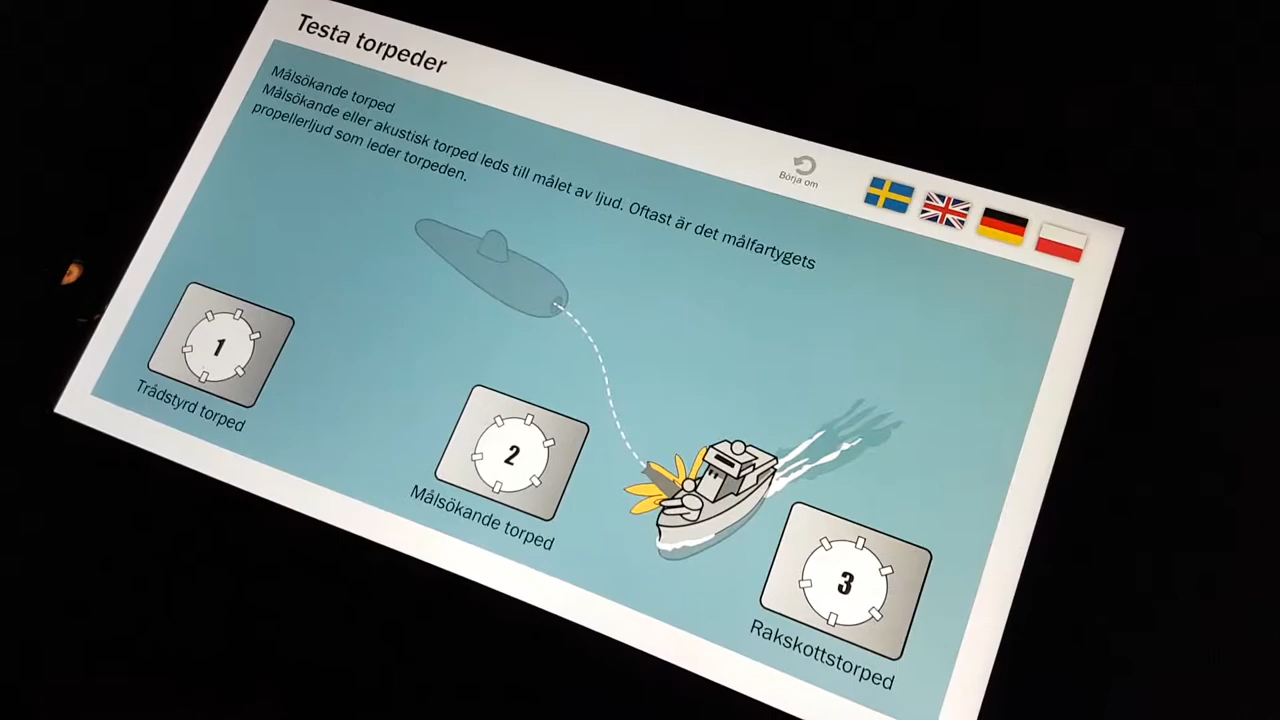 Testa torpeder
Målsökande torped
Målsökande eller akustisk torped leds till målet av ljud. Oftast är det målfartygets
propellerljud som leder torpeden.
Börja om
1
Trådstyrd torped
2
Målsökande torped
3
Rakskottstorped